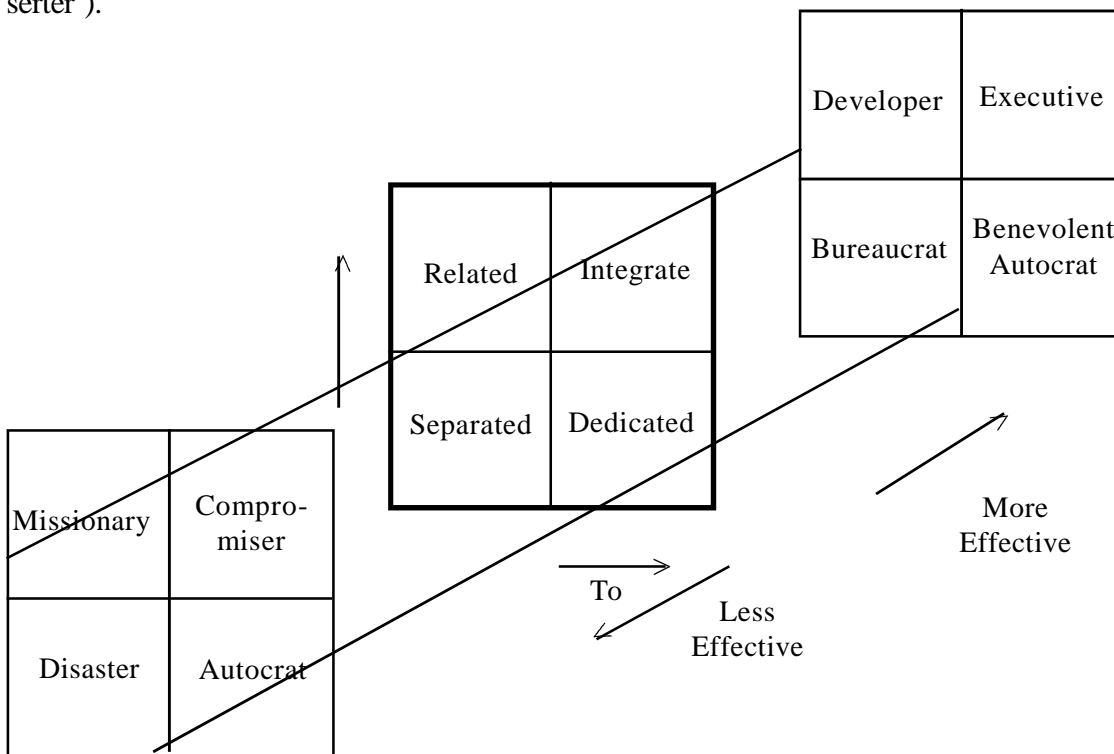 serter ).
Developer
Executive
Bureaucrat
Benevolent
Autocrat
Related
Integrate
Separated
Dedicated
Missionary
Compro-
miser
Disaster
Autocrat
To
Less
Effective
More
Effective